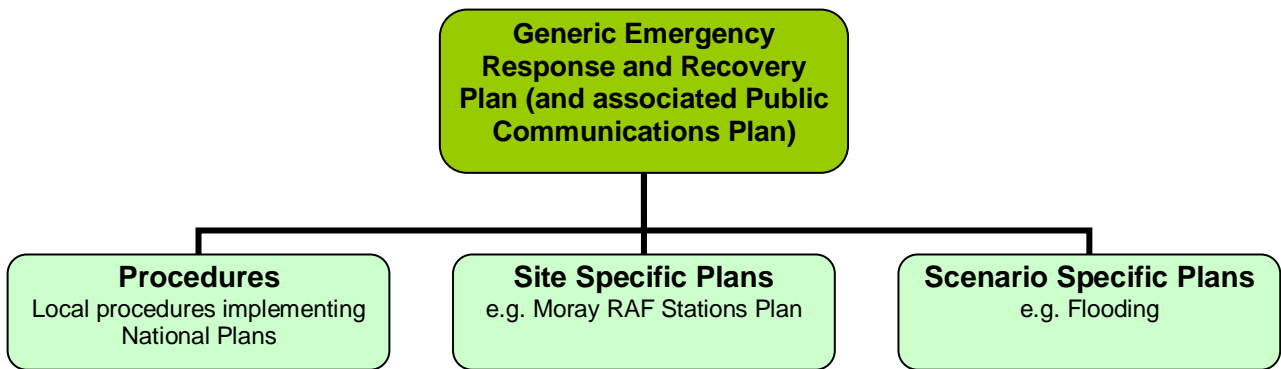 Generic Emergency
Response and Recovery
Plan (and associated Public
Communications Plan)
Procedures
Local procedures implementing
National Plans
Site Specific Plans
e.g. Moray RAF Stations Plan
Scenario Specific Plans
e.g. Flooding